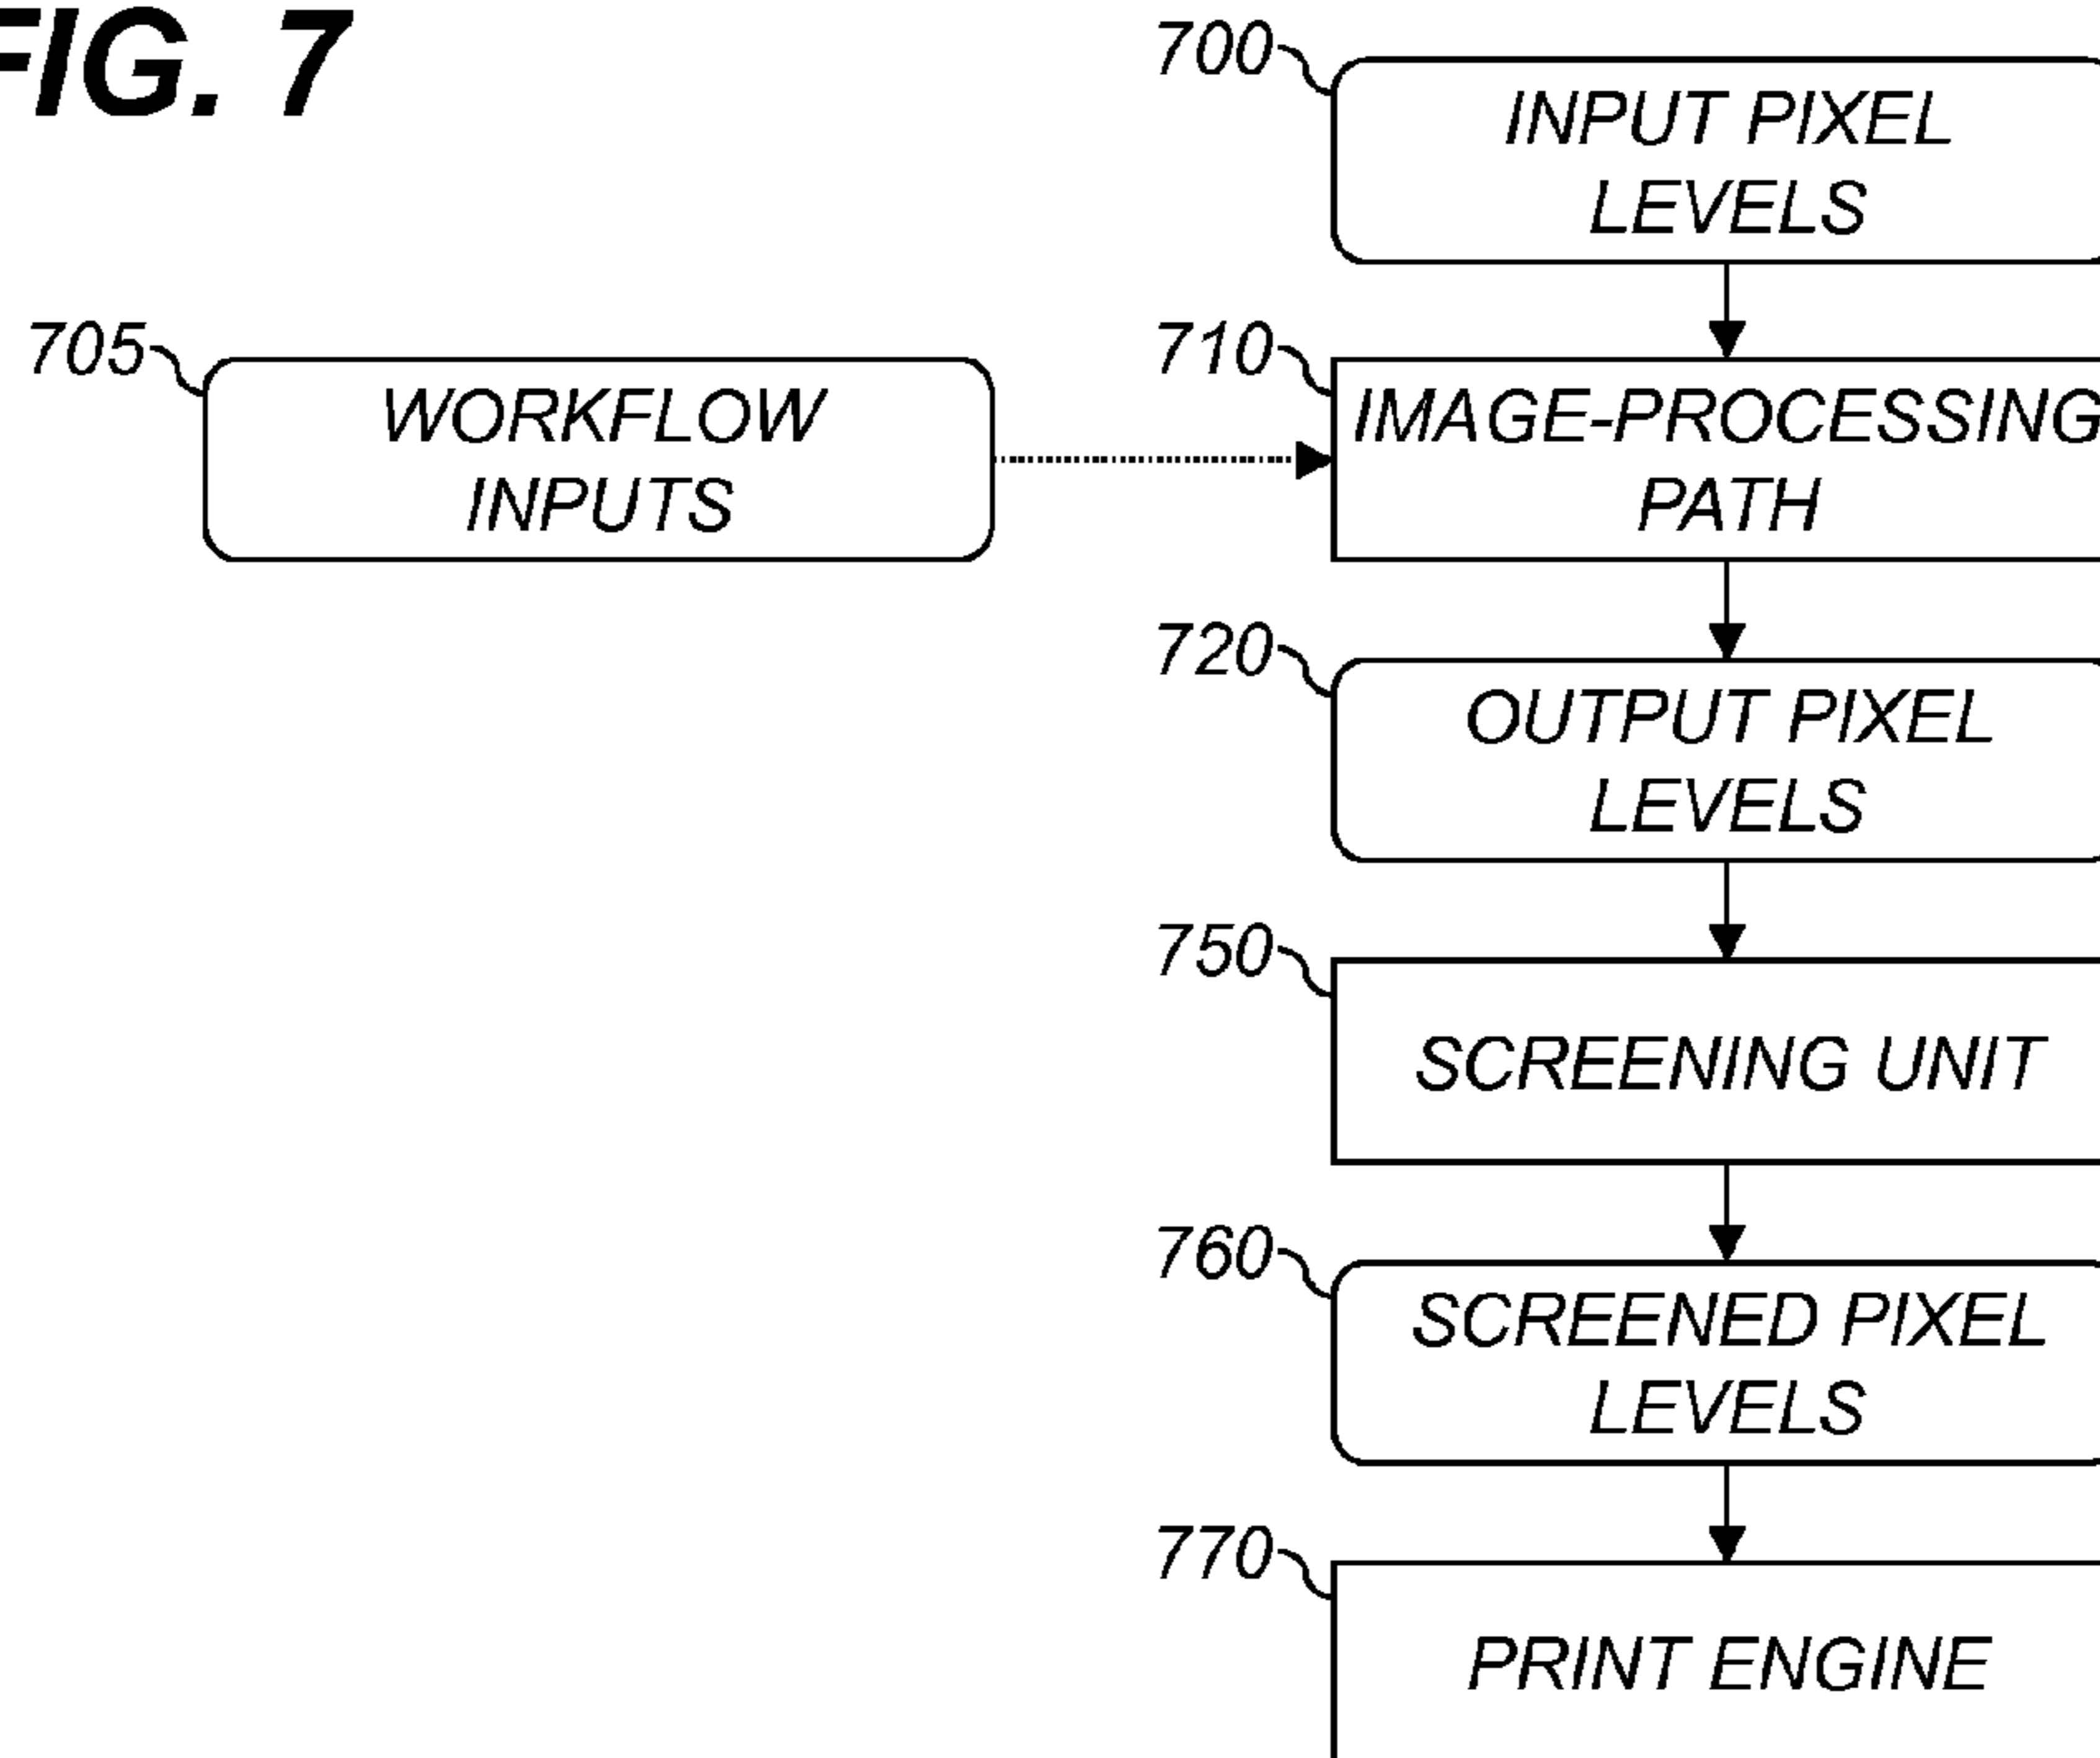 FIG. 7
700
INPUT PIXEL
LEVELS
705
WORKFLOW
INPUTS
710
IMAGE-PROCESSING
PATH
720
OUTPUT PIXEL
LEVELS
750
SCREENING UNIT
760
SCREENED PIXEL
LEVELS
770
PRINT ENGINE